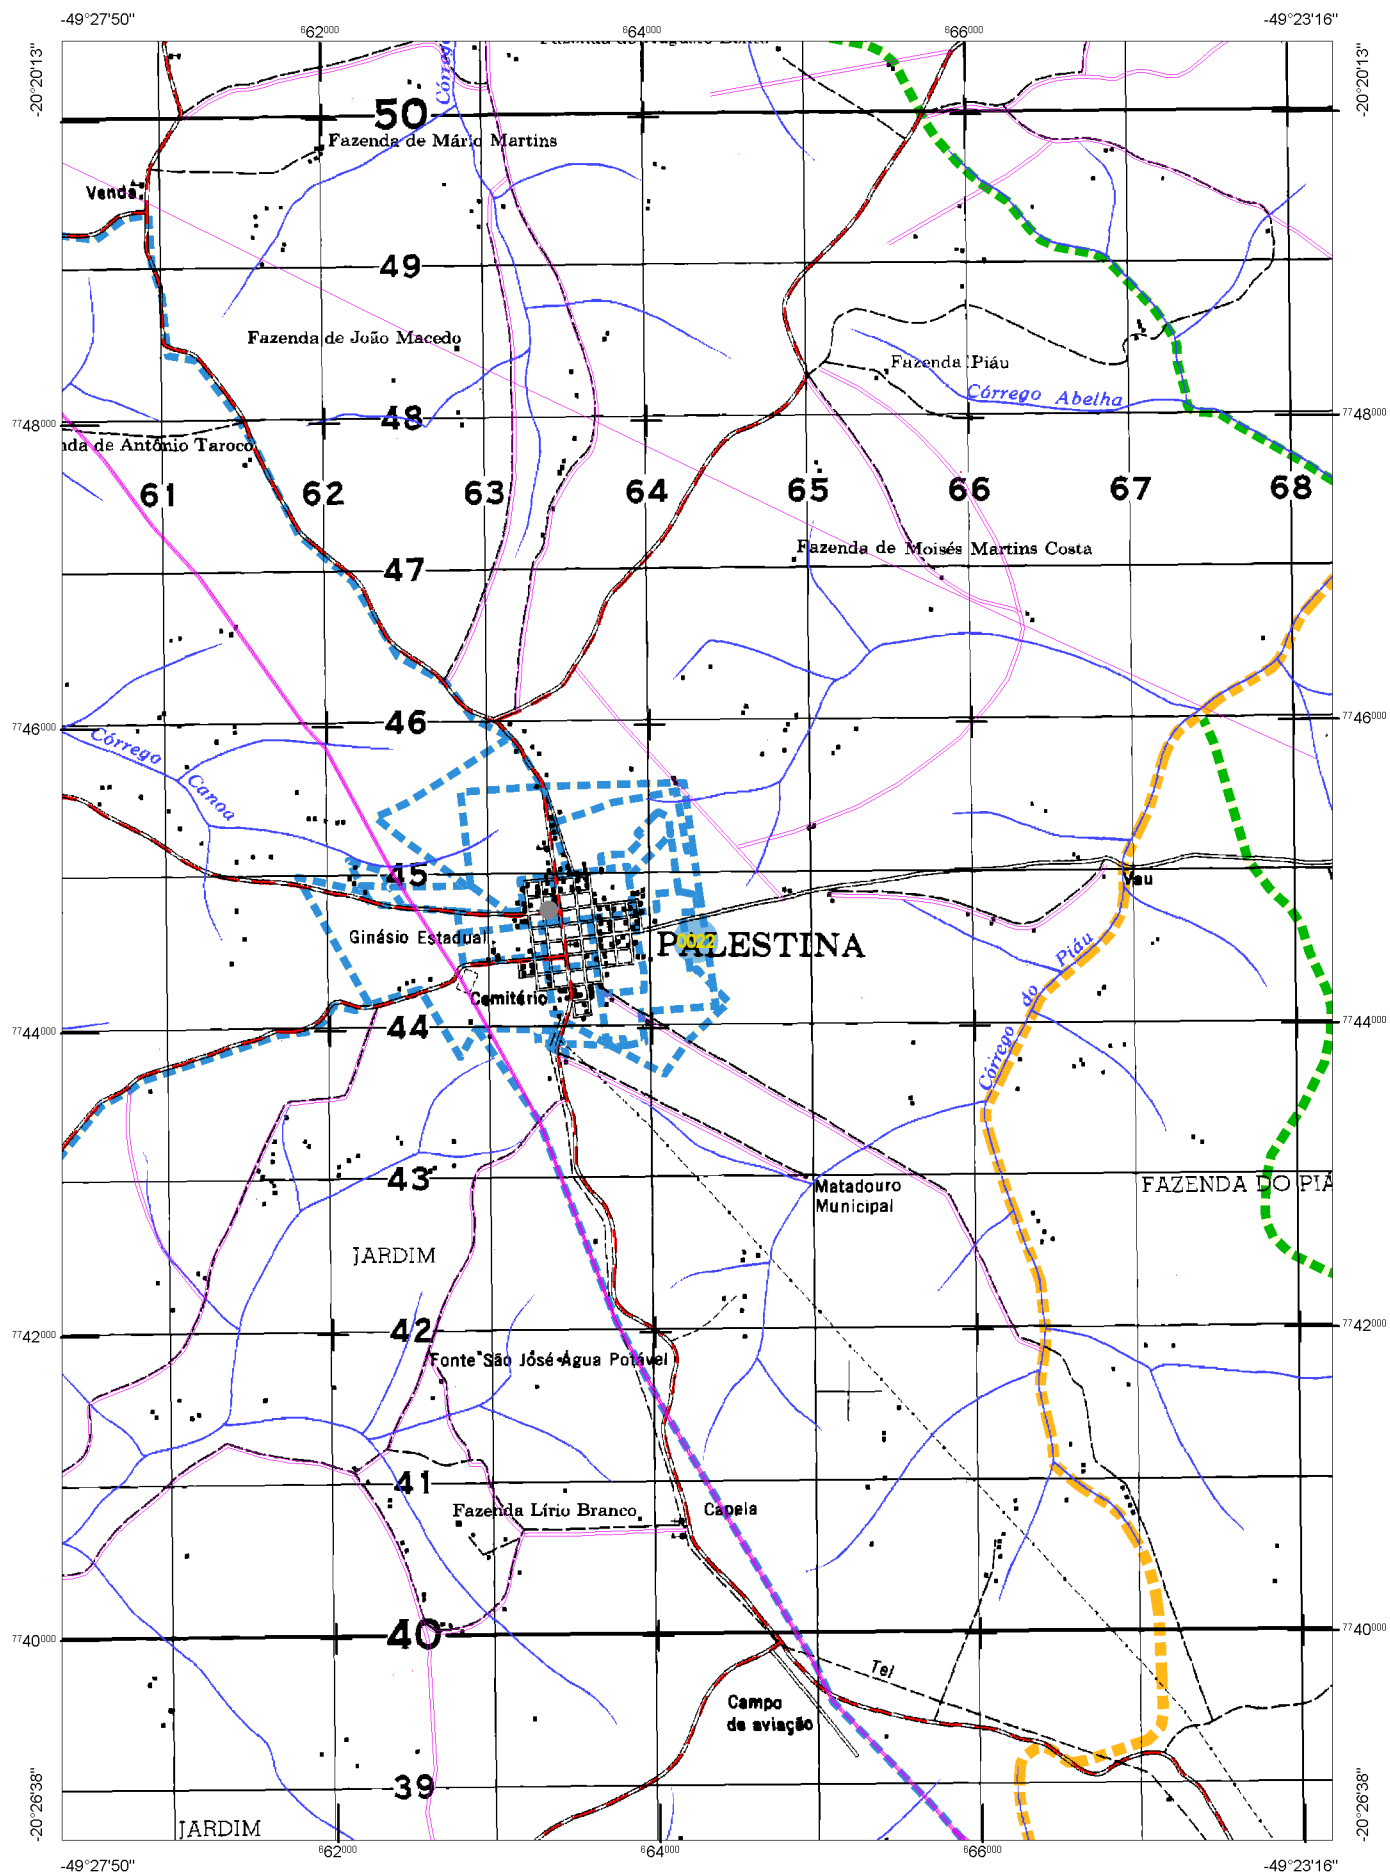 -49°27'50"
-49°23'16"
662000
664000
666000
-20°20'13"
-20°20'13"
Córrego
50
Fazenda de Mário Martins
Venda
49
Fazenda de João Macedo
Fazenda Piáu
Córrego Abelha
48
7748000
7748000
nda de Antônio Taroco
61
62
63
64
65
66
67
68
Fazenda de Moisés Martins Costa
47
46
7746000
7746000
Córrego
Canoa
45
Vau
Ginásio Estadual
PALESTINA
0022
Córrego do Piáu
Cemitério
44
7744000
7744000
43
Matadouro
Municipal
FAZENDA DO PIÁ
JARDIM
42
7742000
7742000
Fonte São José-Água Potável
41
Fazenda Lírio Branco
Capela
40
7740000
7740000
Tel
Campo
de aviação
39
JARDIM
-20°26'38"
-20°26'38"
662000
664000
666000
-49°27'50"
-49°23'16"